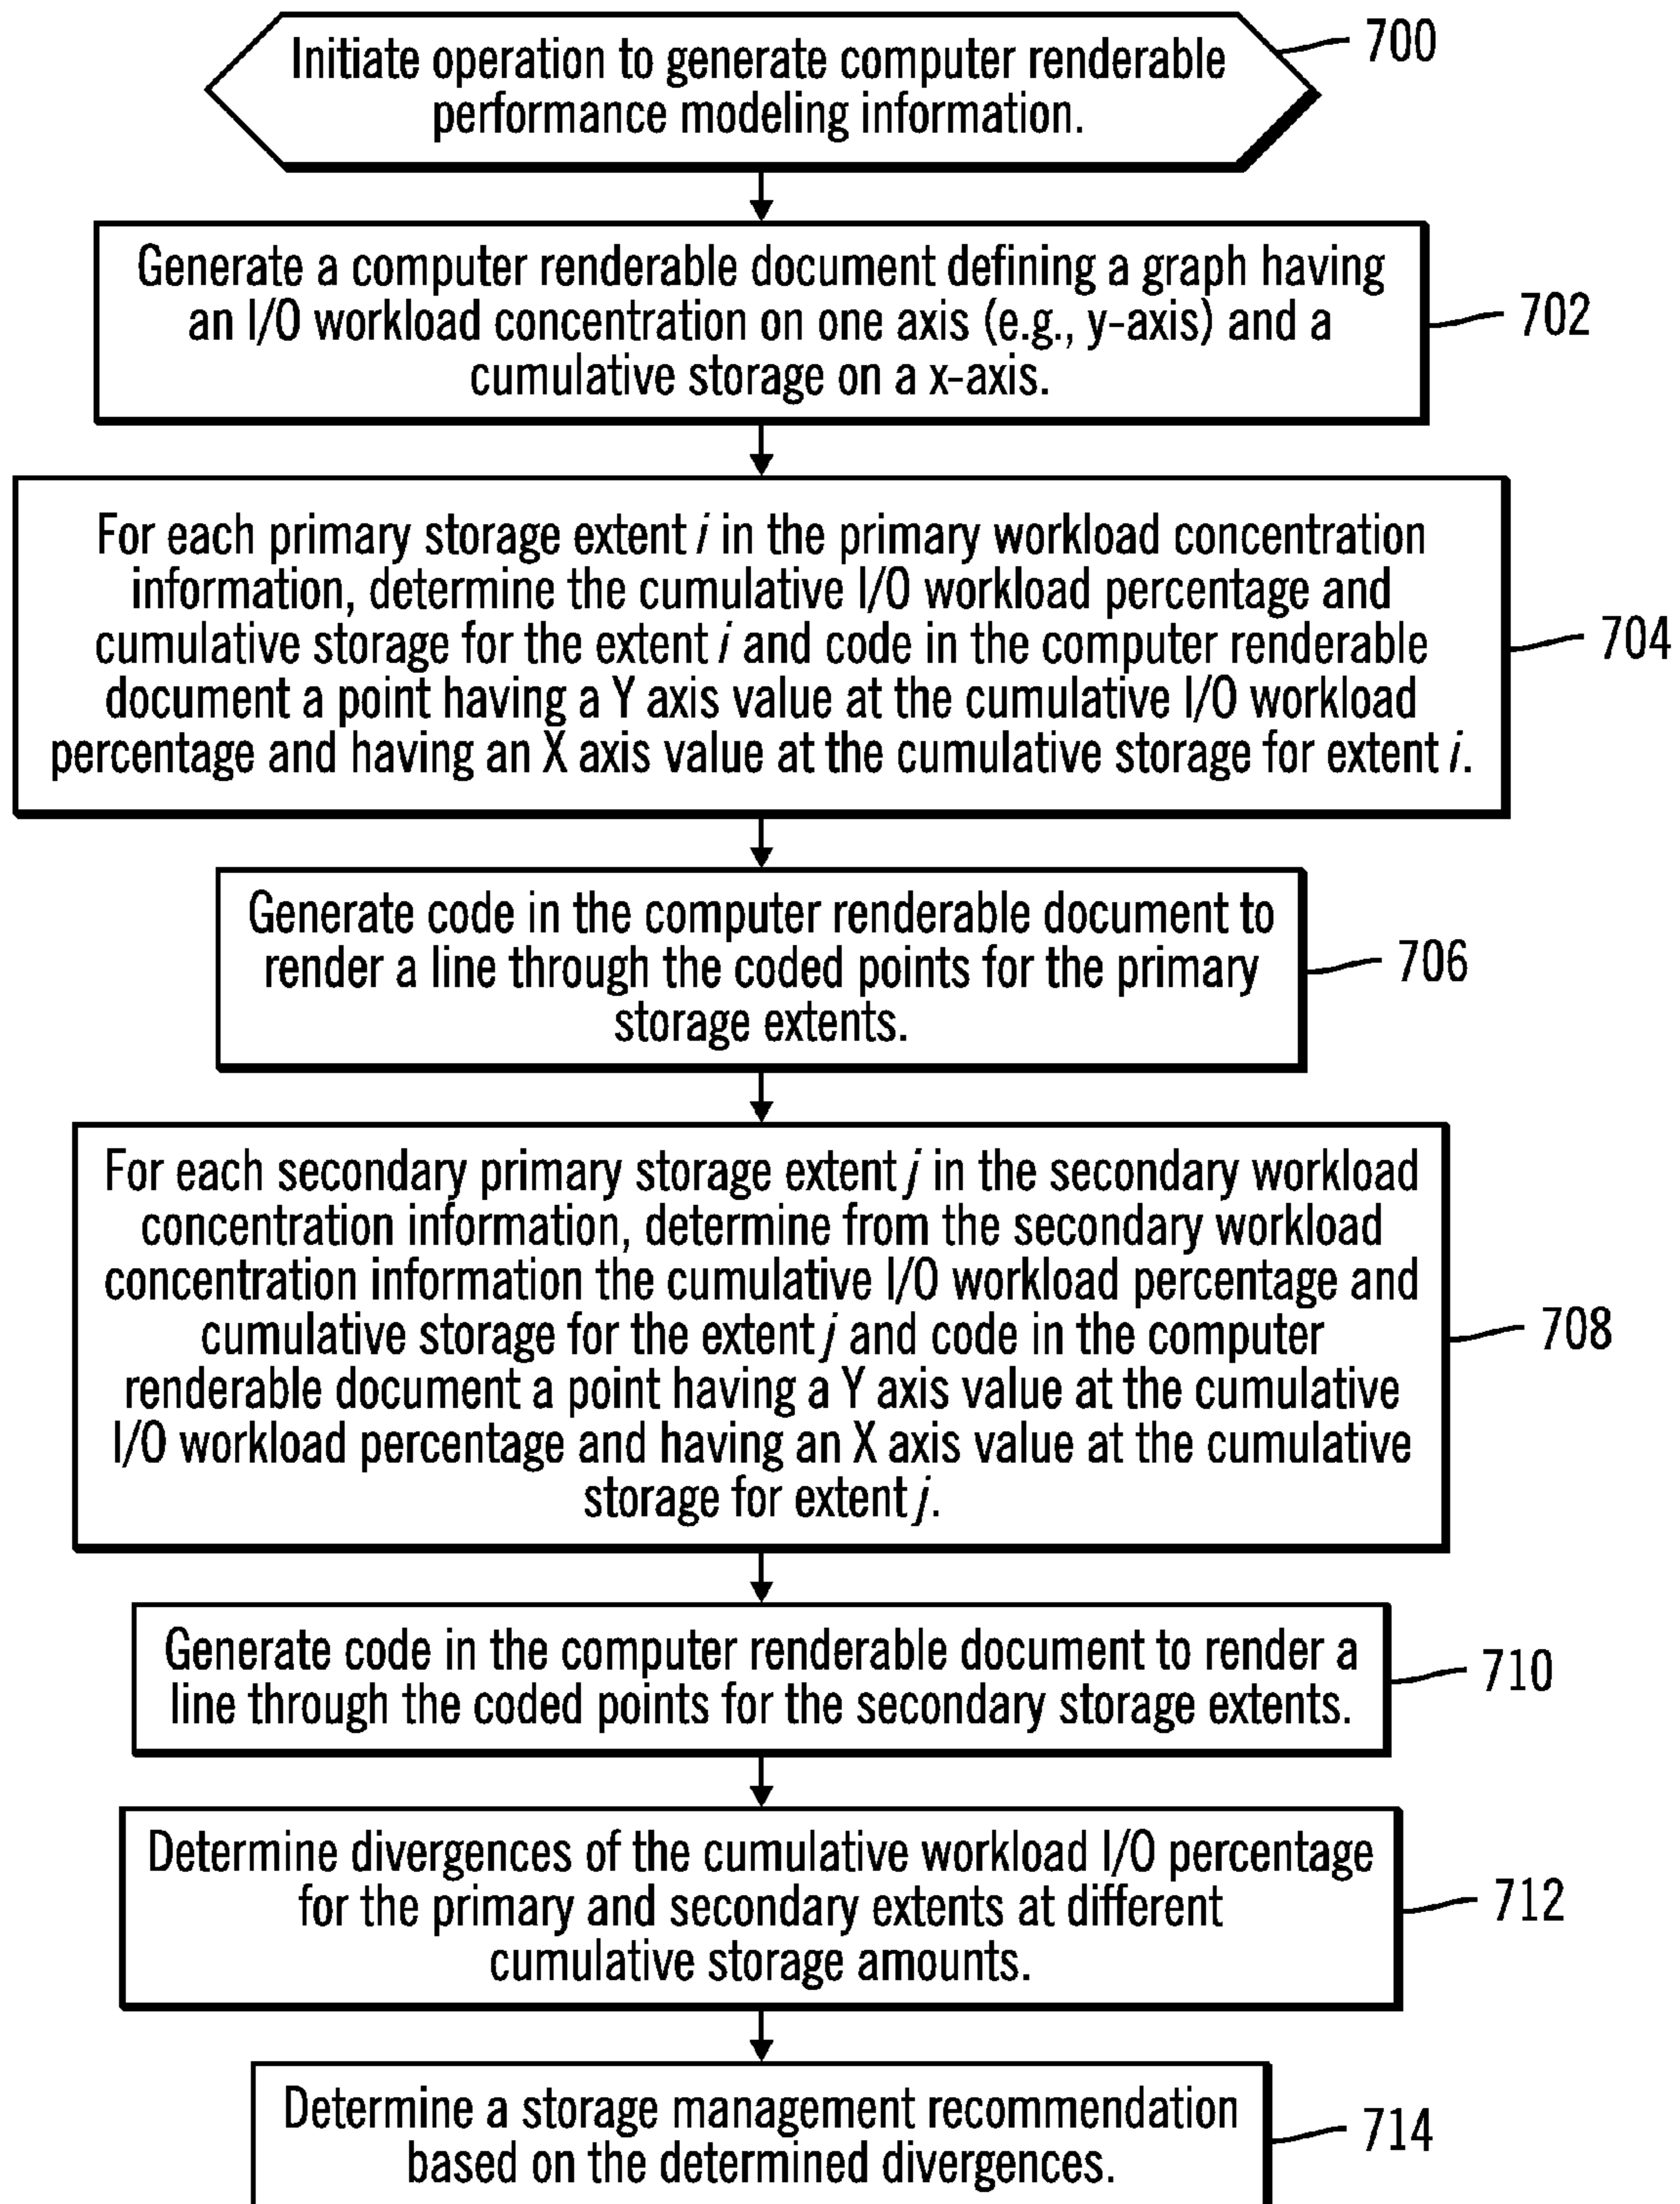 Initiate operation to generate computer renderable
performance modeling information.
700
Generate a computer renderable document defining a graph having
an I/O workload concentration on one axis (e.g., y-axis) and a
cumulative storage on a x-axis.
702
For each primary storage extent i in the primary workload concentration
information, determine the cumulative I/O workload percentage and
cumulative storage for the extent i and code in the computer renderable
document a point having a Y axis value at the cumulative I/O workload
percentage and having an X axis value at the cumulative storage for extent i.
704
Generate code in the computer renderable document to
render a line through the coded points for the primary
storage extents.
706
For each secondary primary storage extent j in the secondary workload
concentration information, determine from the secondary workload
concentration information the cumulative I/O workload percentage and
cumulative storage for the extent j and code in the computer
renderable document a point having a Y axis value at the cumulative
I/O workload percentage and having an X axis value at the cumulative
storage for extent j.
708
Generate code in the computer renderable document to render a
line through the coded points for the secondary storage extents.
710
Determine divergences of the cumulative workload I/O percentage
for the primary and secondary extents at different
cumulative storage amounts.
712
Determine a storage management recommendation
based on the determined divergences.
714